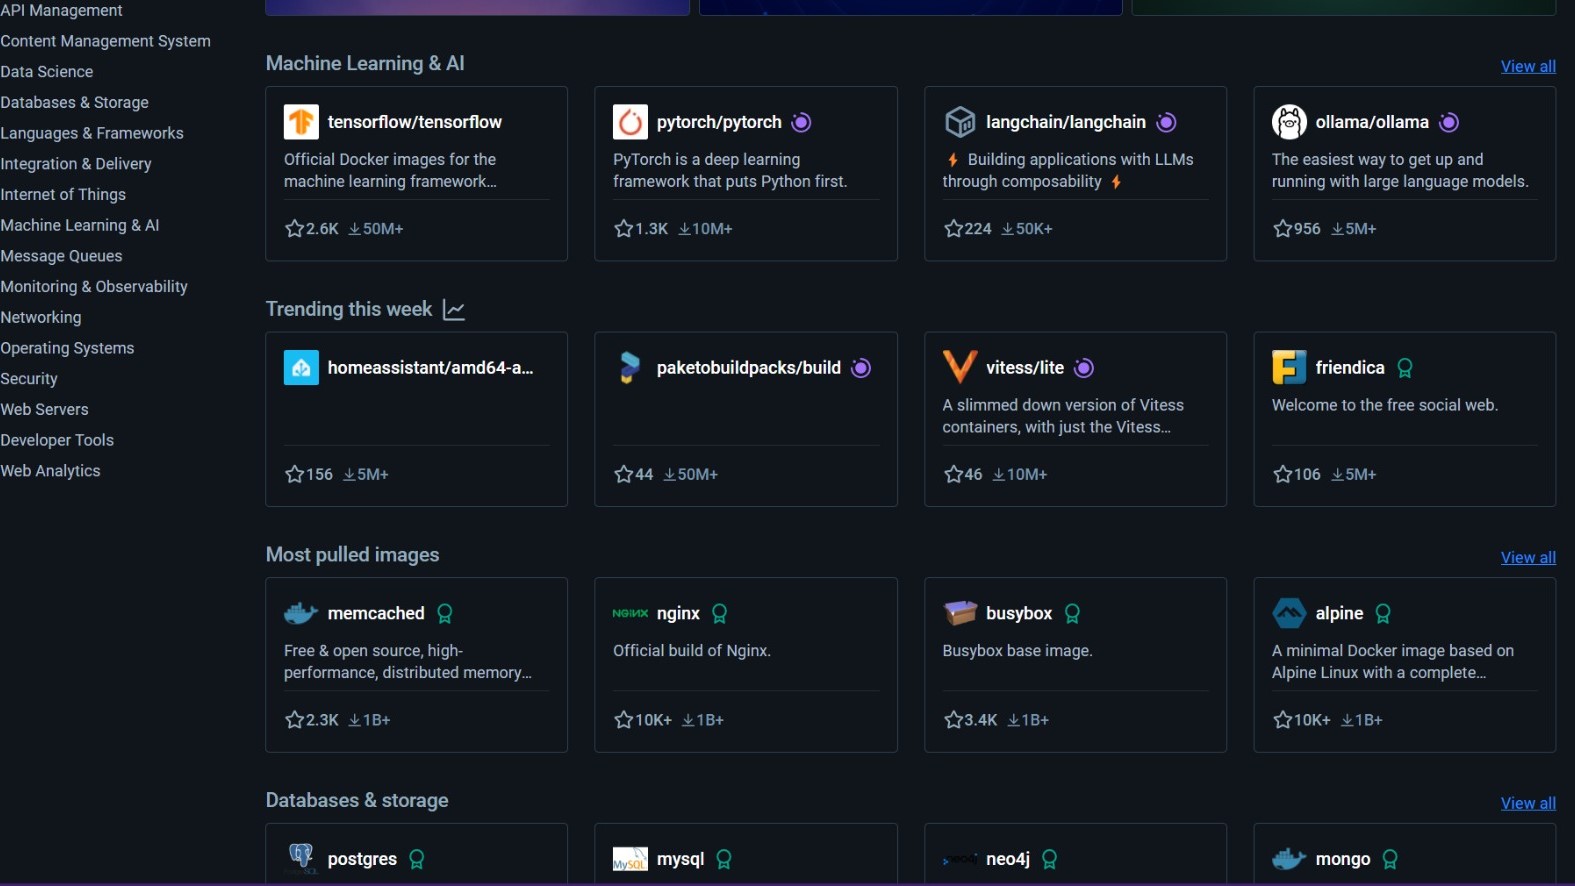 API Management
Content Management System
Data Science
Databases & Storage
Languages & Frameworks
Integration & Delivery
Internet of Things
Machine Learning & AI
Message Queues
Monitoring & Observability
Networking
Operating Systems
Security
Web Servers
Developer Tools
Web Analytics
Machine Learning & AI
View all
tensorflow/tensorflow
Official Docker images for the
machine learning framework...
2.6K 50M+
pytorch/pytorch
PyTorch is a deep learning
framework that puts Python first.
1.3K 10M+
langchain/langchain
⚡ Building applications with LLMs
through composability ⚡
224 50K+
ollama/ollama
The easiest way to get up and
running with large language models.
956 5M+
Trending this week
homeassistant/amd64-a...
156 5M+
paketobuildpacks/build
44 50M+
vitess/lite
A slimmed down version of Vitess
containers, with just the Vitess...
46 10M+
friendica
Welcome to the free social web.
106 5M+
Most pulled images
View all
memcached
Free & open source, high-
performance, distributed memory...
2.3K 1B+
NGINX nginx
Official build of Nginx.
10K+ 1B+
busybox
Busybox base image.
3.4K 1B+
alpine
A minimal Docker image based on
Alpine Linux with a complete...
10K+ 1B+
Databases & storage
View all
postgres
MySQL mysql
neo4j neo4j
mongo